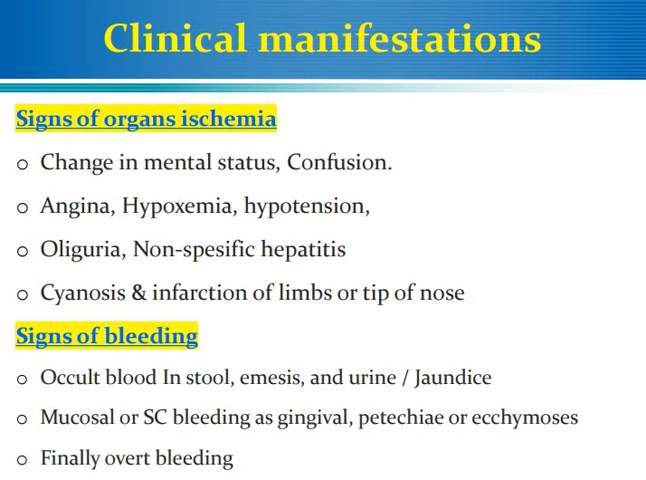 Clinical manifestations
Signs of organs ischemia
o Change in mental status, Confusion.
o Angina, Hypoxemia, hypotension,
o Oliguria, Non-spesific hepatitis
o Cyanosis & infarction of limbs or tip of nose
Signs of bleeding
o Occult blood In stool, emesis, and urine / Jaundice
o Mucosal or SC bleeding as gingival, petechiae or ecchymoses
o Finally overt bleeding